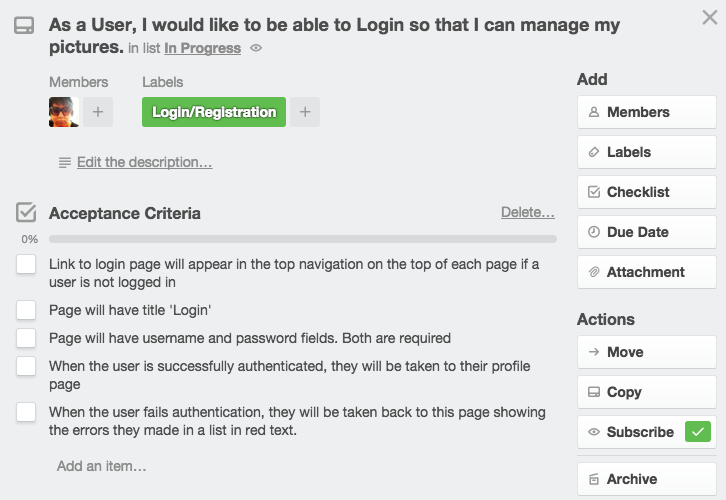 As a User, I would like to be able to Login so that I can manage my
pictures. in list In Progress
Members
Labels
+
Login/Registration
+
Edit the description…
Acceptance Criteria
Delete…
0%
Link to login page will appear in the top navigation on the top of each page if a
user is not logged in
Page will have title 'Login'
Page will have username and password fields. Both are required
When the user is successfully authenticated, they will be taken to their profile
page
When the user fails authentication, they will be taken back to this page showing
the errors they made in a list in red text.
Add an item…
Add
Members
Labels
Checklist
Due Date
Attachment
Actions
Move
Copy
Subscribe
Archive